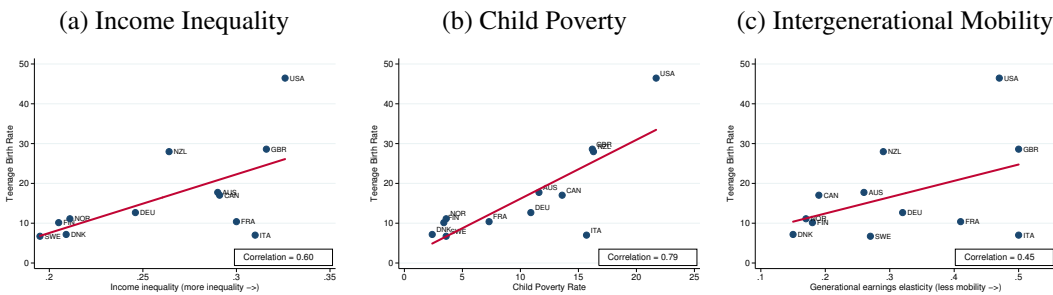 (a) Income Inequality
Teenage Birth Rate
50
40
30
20
10
0
USA
NZL
GBR
AUS
CAN
DEU
NOR
FIN
FRA
SWE
DNK
ITA
Correlation = 0.60
.2
.25
.3
.35
Income inequality (more inequality –>)
(b) Child Poverty
Teenage Birth Rate
50
40
30
20
10
0
USA
GBR
NZL
AUS
CAN
DEU
NOR
FIN
FRA
DNK
SWE
ITA
Correlation = 0.79
0
5
10
15
20
25
Child Poverty Rate
(c) Intergenerational Mobility
Teenage Birth Rate
50
40
30
20
10
0
USA
NZL
GBR
CAN
AUS
DEU
NOR
FIN
FRA
DNK
SWE
ITA
Correlation = 0.45
.1
.2
.3
.4
.5
Generational earnings elasticity (less mobility –>)